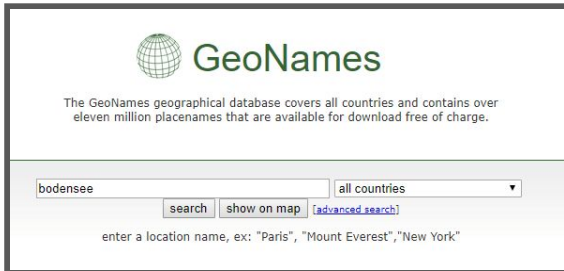 GeoNames
The GeoNames geographical database covers all countries and contains over
eleven million placenames that are available for download free of charge.
bodensee all countries
search show on map [advanced search]
enter a location name, ex: "Paris", "Mount Everest","New York"